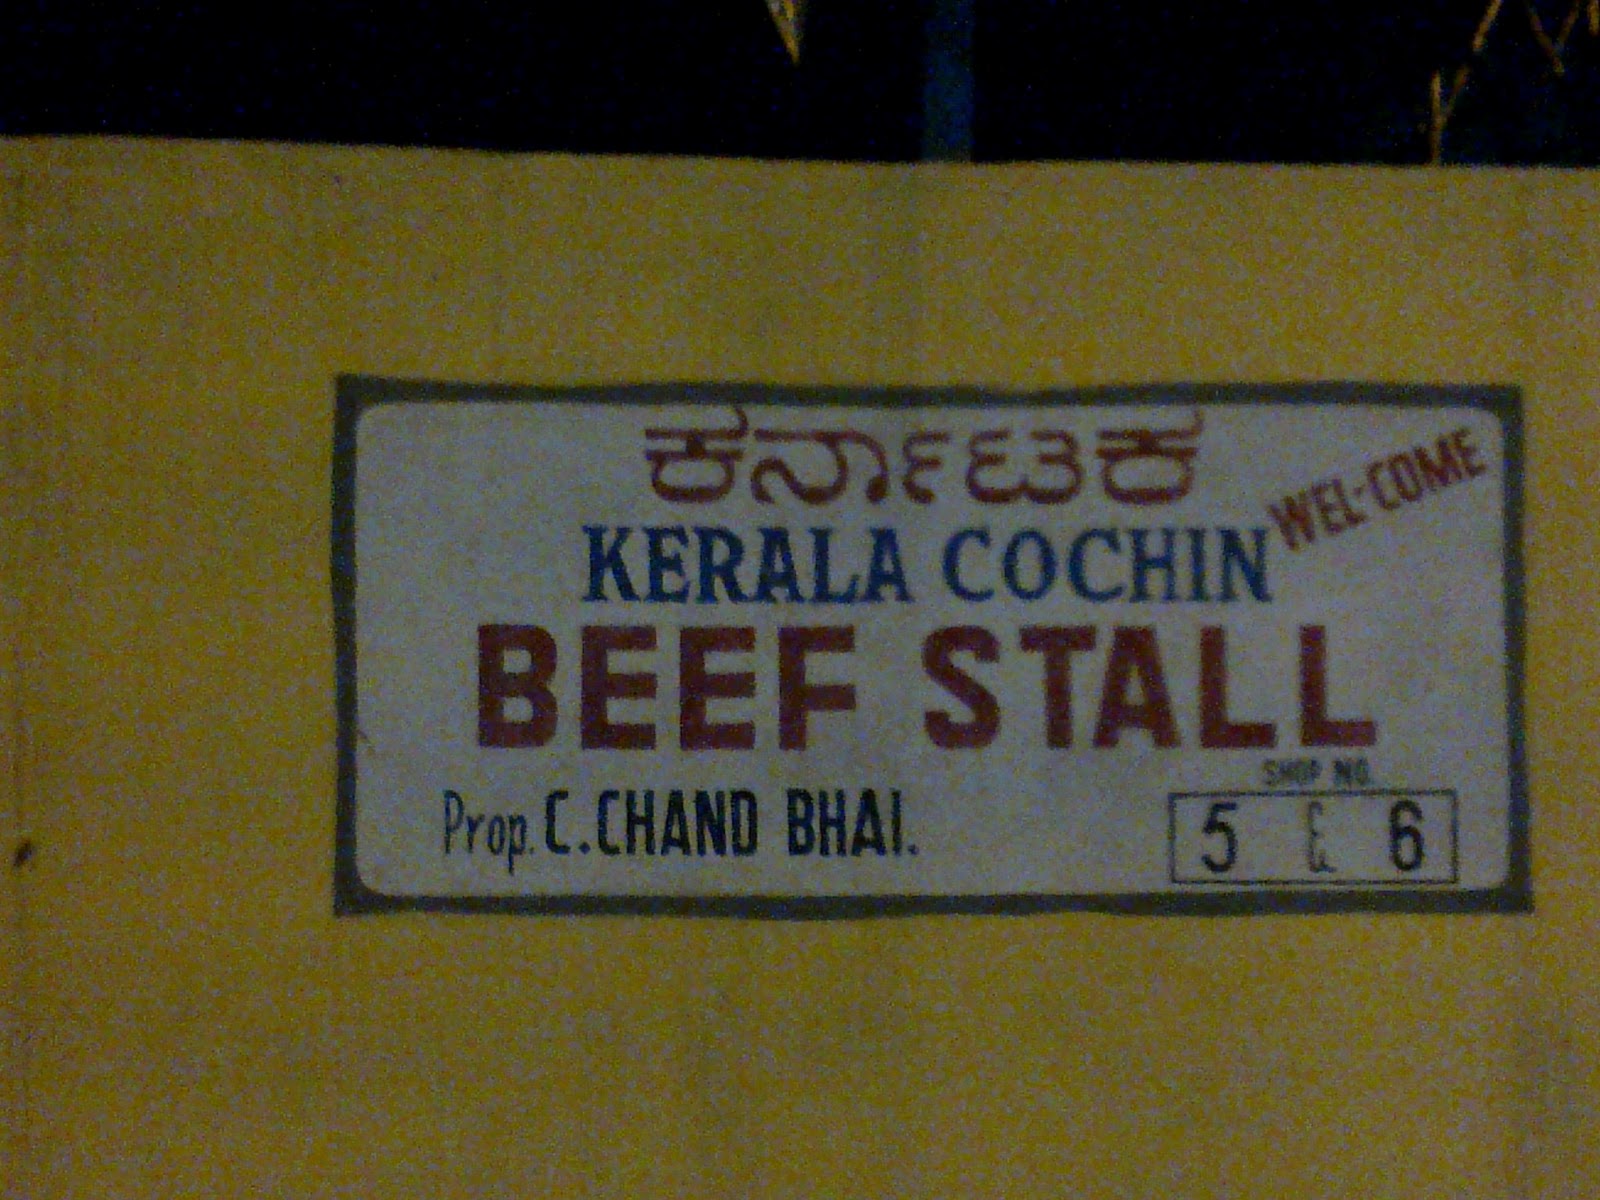 ಕರ್ನಾಟಕ
WEL-COME
KERALA COCHIN
BEEF STALL
SHOP NO.
Prop. C.CHAND BHAI.
5 & 6